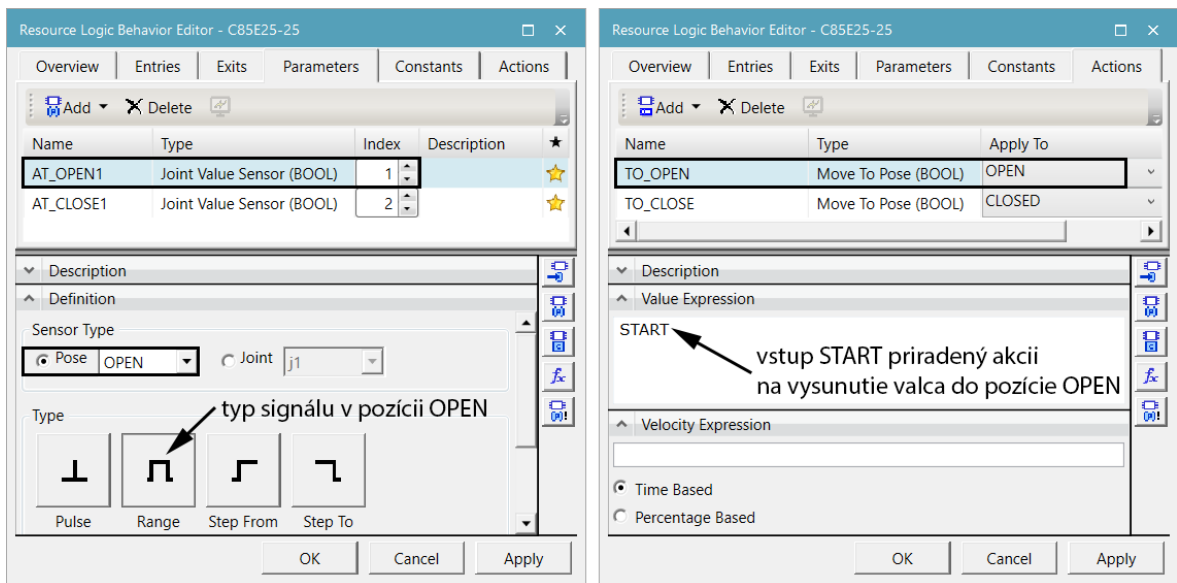 Resource Logic Behavior Editor - C85E25-25
Overview Entries Exits Parameters Constants Actions
Add Delete
Name Type Index Description ★
AT_OPEN1 Joint Value Sensor (BOOL) 1
AT_CLOSE1 Joint Value Sensor (BOOL) 2
Description
Definition
Sensor Type
Pose OPEN Joint j1
typ signálu v pozícii OPEN
Type
Pulse Range Step From Step To
OK Cancel Apply
Resource Logic Behavior Editor - C85E25-25
Overview Entries Exits Parameters Constants Actions
Add Delete
Name Type Apply To
TO_OPEN Move To Pose (BOOL) OPEN
TO_CLOSE Move To Pose (BOOL) CLOSED
Description
Value Expression
START
vstup START priradený akcii
na vysunutie valca do pozície OPEN
Velocity Expression
Time Based
Percentage Based
OK Cancel Apply